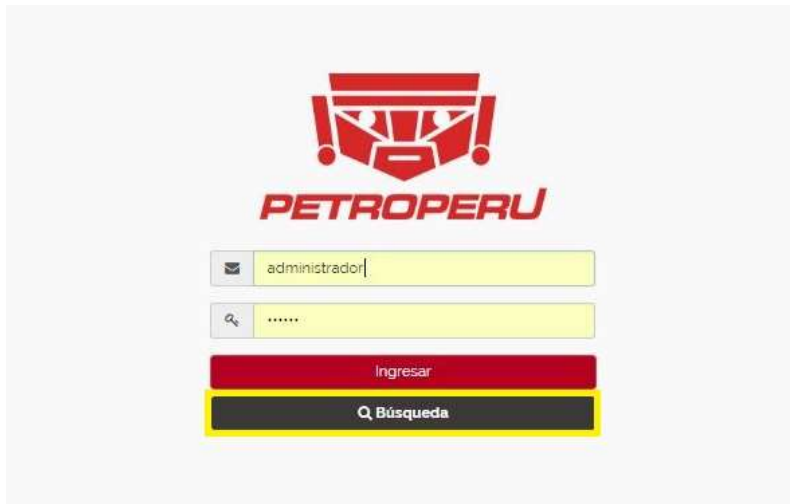 PETROPERU
administrador
••••••
Ingresar
Búsqueda